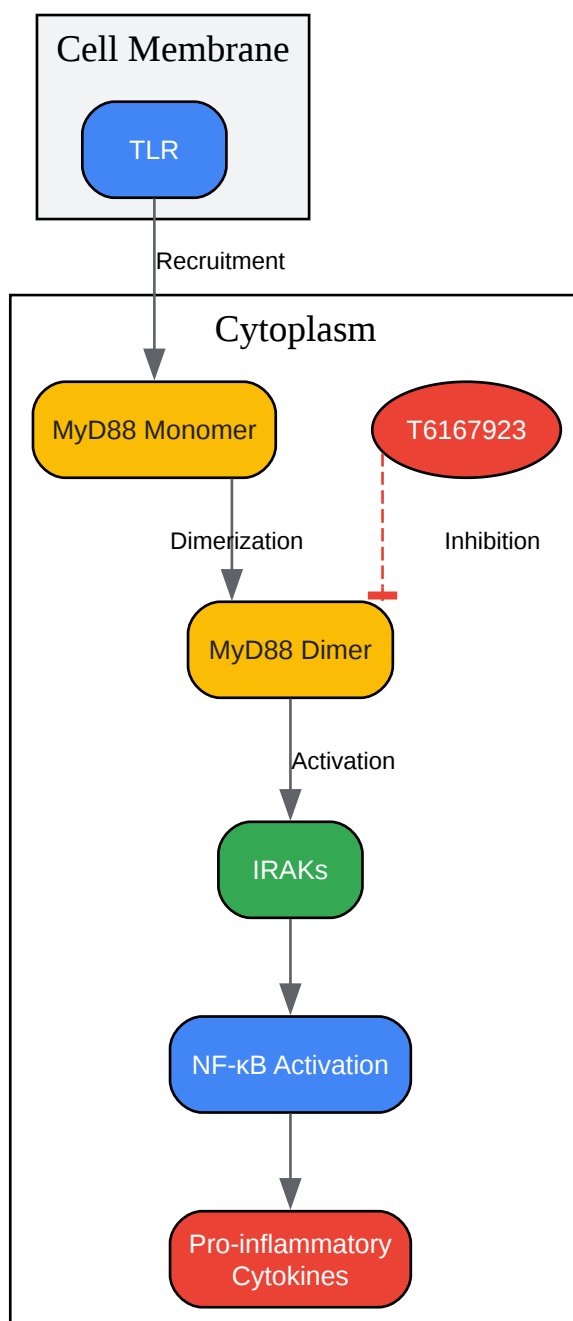 Cell Membrane
TLR
Recruitment
Cytoplasm
MyD88 Monomer
T6167923
Dimerization
Inhibition
MyD88 Dimer
Activation
IRAKs
NF-κB Activation
Pro-inflammatory
Cytokines